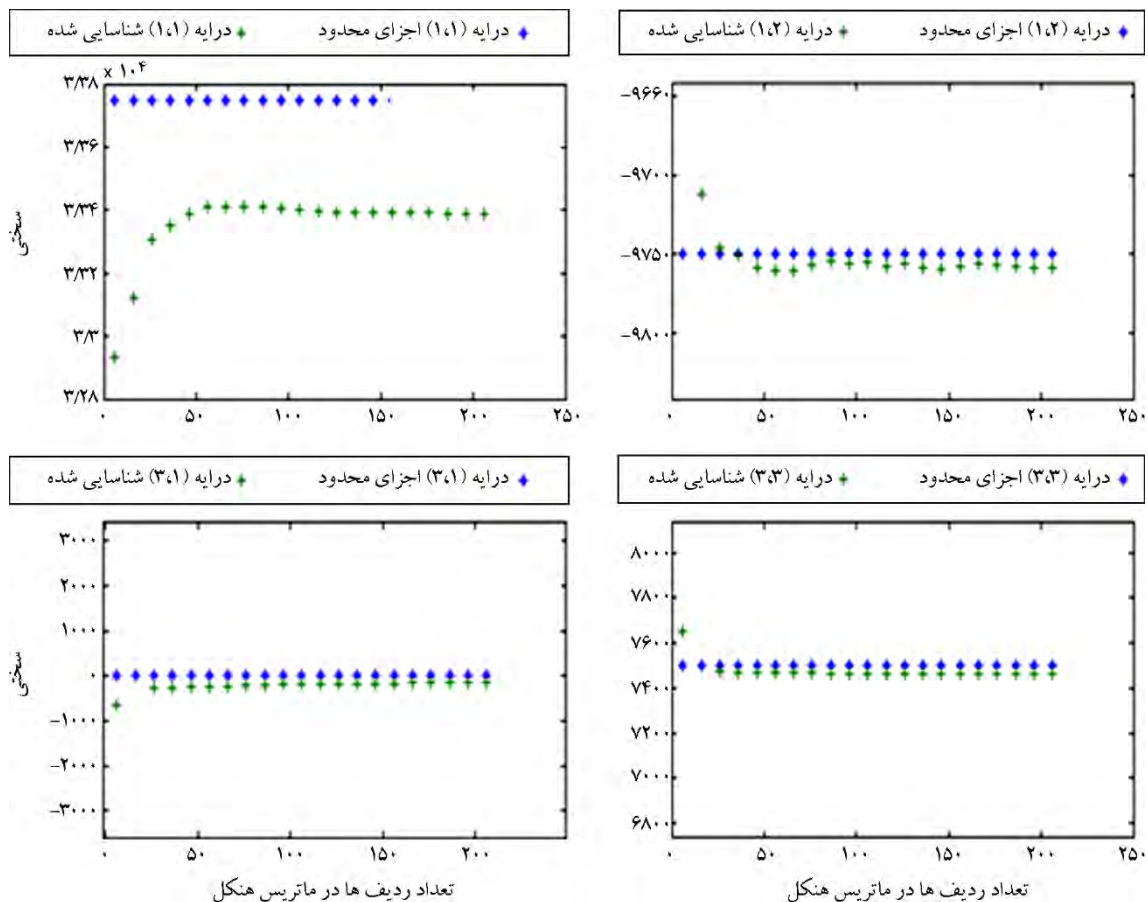 درایه (۱،۱) اجزای محدود درایه (۱،۱) شناسایی شده
درایه (۱،۲) اجزای محدود درایه (۱،۲) شناسایی شده
× ۱۰۴
۳/۳۸
۳/۳۶
۳/۳۴
۳/۳۲
۳/۳
۳/۲۸
سختی
۰ ۵۰ ۱۰۰ ۱۵۰ ۲۰۰ ۲۵۰
-۹۶۶۰
-۹۷۰۰
-۹۷۵۰
-۹۸۰۰
۰ ۵۰ ۱۰۰ ۱۵۰ ۲۰۰ ۲۵۰
درایه (۳،۱) اجزای محدود درایه (۳،۱) شناسایی شده
درایه (۳،۳) اجزای محدود درایه (۳،۳) شناسایی شده
۳۰۰۰
۲۰۰۰
۱۰۰۰
۰
-۱۰۰۰
-۲۰۰۰
-۳۰۰۰
سختی
۰ ۵۰ ۱۰۰ ۱۵۰ ۲۰۰
تعداد ردیف ها در ماتریس هنکل
۸۰۰۰
۷۸۰۰
۷۶۰۰
۷۴۰۰
۷۲۰۰
۷۰۰۰
۶۸۰۰
۰ ۵۰ ۱۰۰ ۱۵۰ ۲۰۰ ۲۵۰
تعداد ردیف ها در ماتریس هنکل